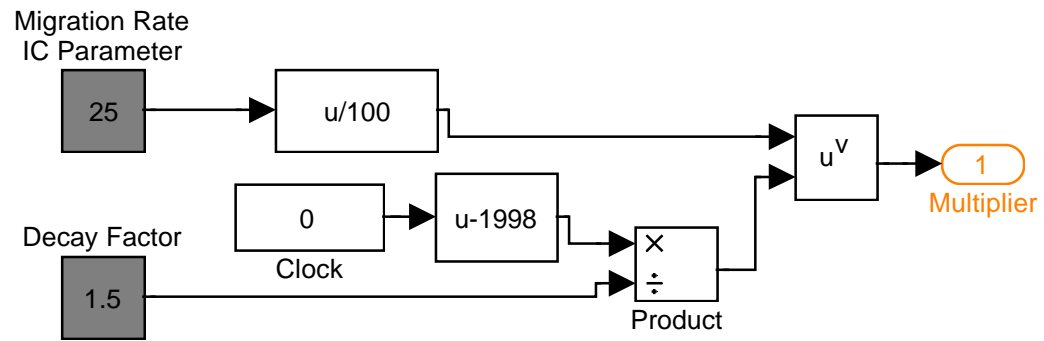 Migration Rate
IC Parameter
25
u/100
u^v
1
Multiplier
0
Clock
u-1998
Decay Factor
1.5
×
÷
Product